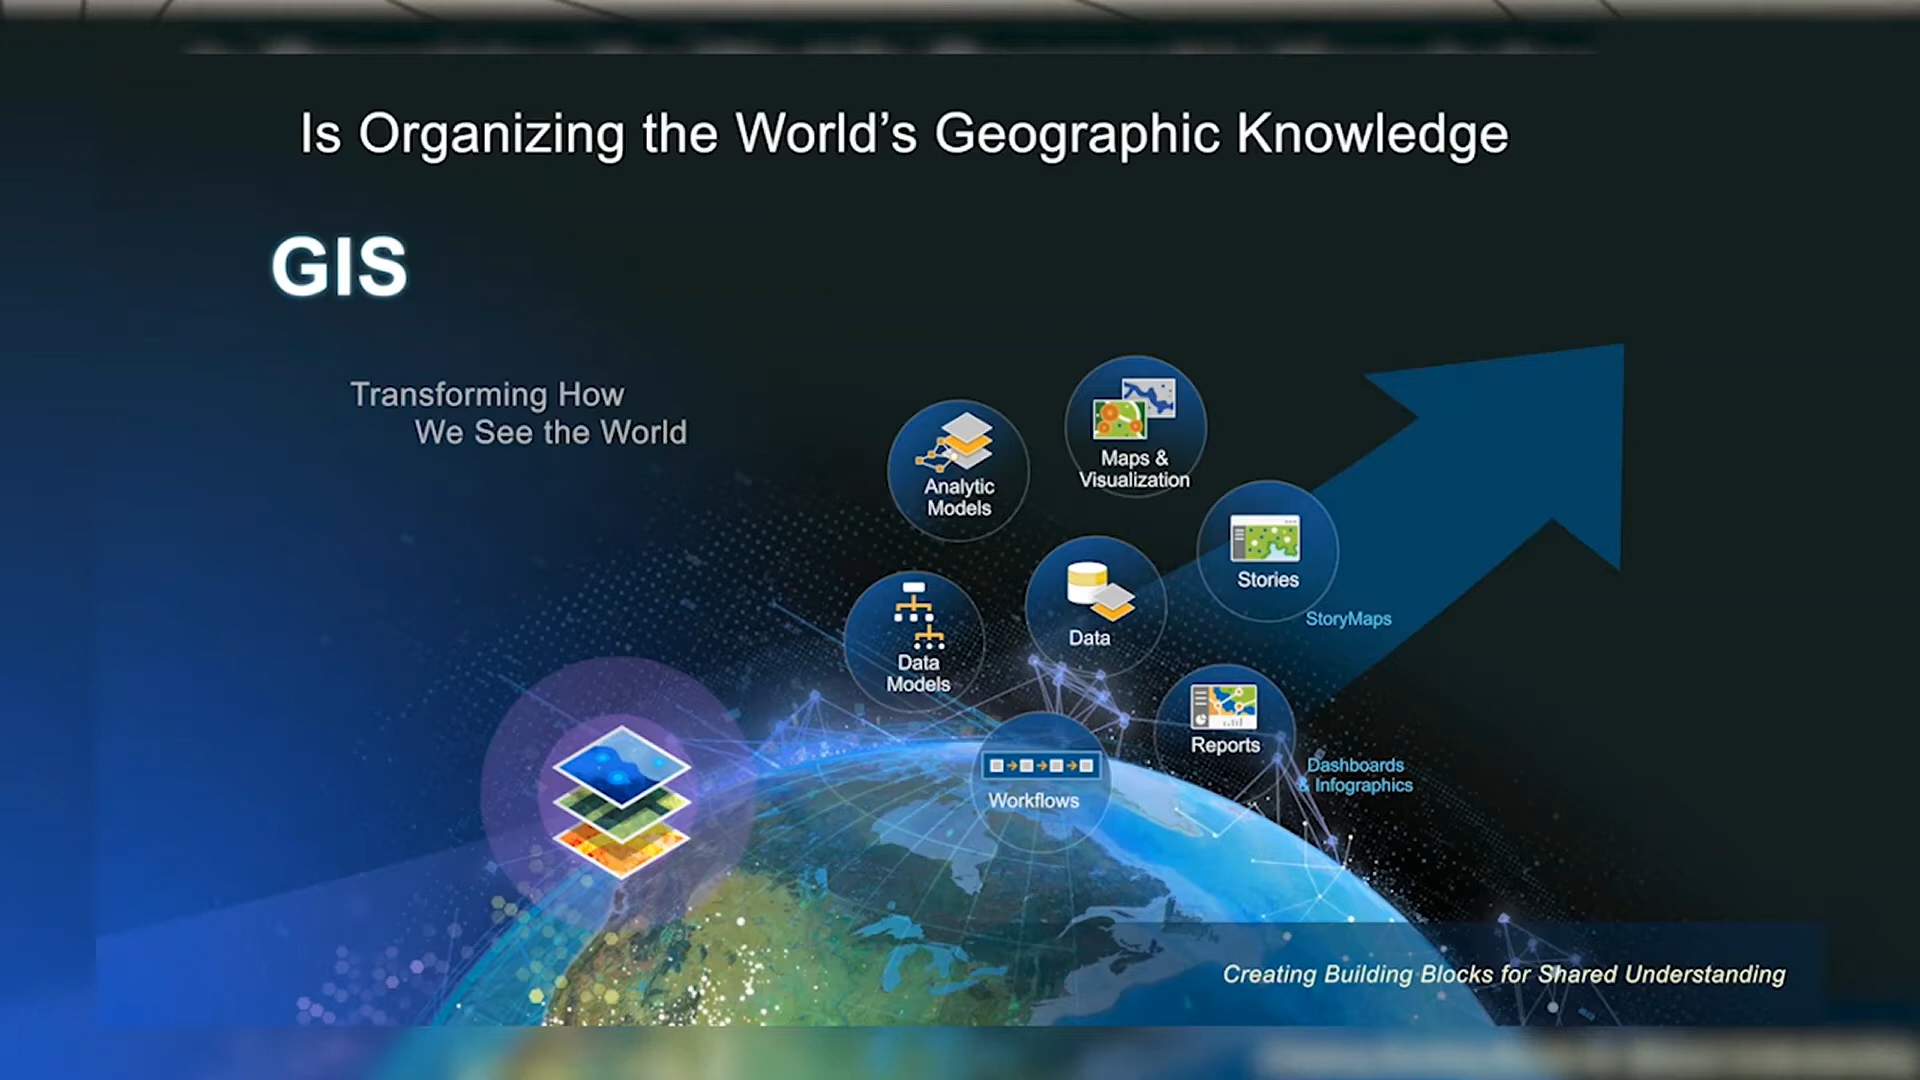 Is Organizing the World’s Geographic Knowledge
GIS
Transforming How
We See the World
Maps &
Visualization
Analytic
Models
Stories
StoryMaps
Data
Data
Models
Reports
Dashboards
& Infographics
Workflows
Creating Building Blocks for Shared Understanding